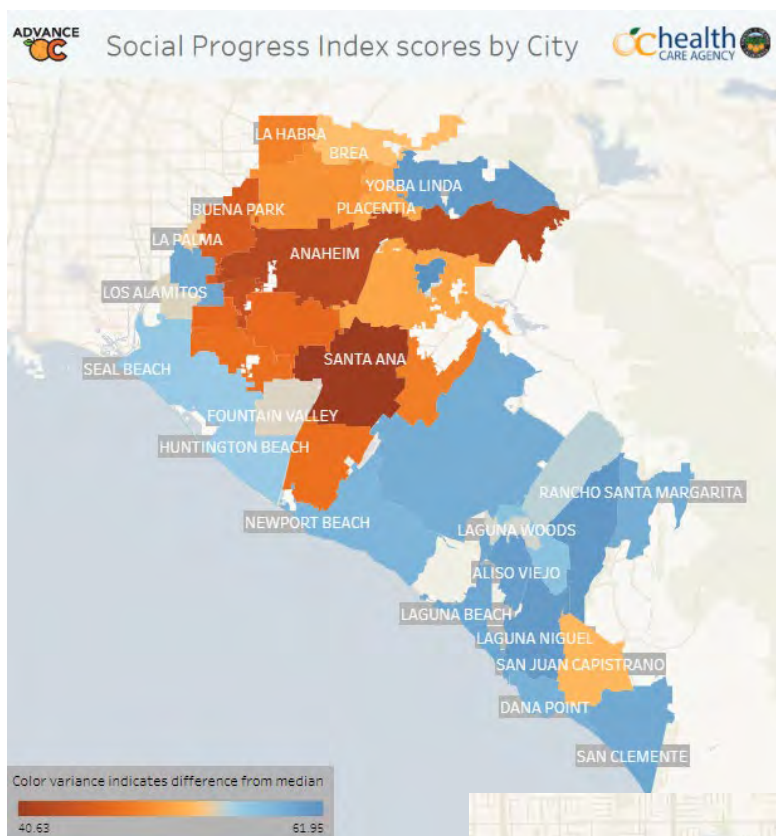 ADVANCE
OC
Social Progress Index scores by City
OC health
CARE AGENCY
LA HABRA
BREA
YORBA LINDA
BUENA PARK
PLACENTIA
LA PALMA
ANAHEIM
LOS ALAMITOS
SANTA ANA
SEAL BEACH
FOUNTAIN VALLEY
HUNTINGTON BEACH
RANCHO SANTA MARGARITA
NEWPORT BEACH
LAGUNA WOODS
ALISO VIEJO
LAGUNA BEACH
LAGUNA NIGUEL
SAN JUAN CAPISTRANO
DANA POINT
SAN CLEMENTE
Color variance indicates difference from median
40.63 61.95